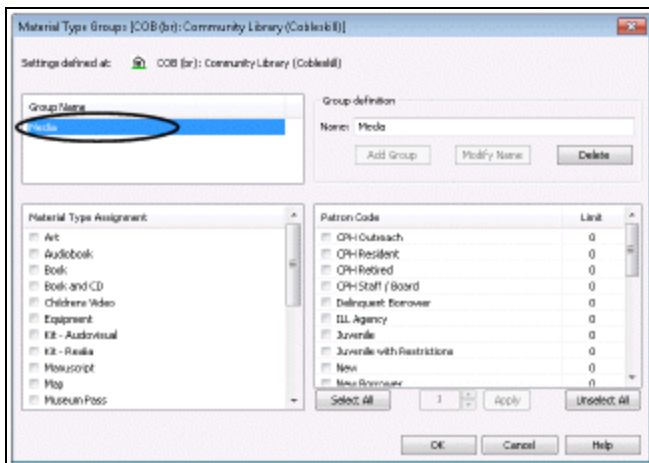 Material Type Groups [COB (br): Community Library (Cobleskill)]
Settings defined at: COB (br): Community Library (Cobleskill)
Group Name
Media
Group definition
Name: Media
Add Group Modify Name Delete
Material Type Assignment
Art
Audiobook
Book
Book and CD
Childrens Video
Equipment
Kit - Audiovisual
Kit - Realia
Manuscript
Map
Museum Pass
Patron Code Limit
CPH Outreach 0
CPH Resident 0
CPH Retired 0
CPH Staff / Board 0
Delinquent Borrower 0
ILL Agency 0
Juvenile 0
Juvenile with Restrictions 0
New 0
New Borrower 0
Select All 1 Apply Unselect All
OK Cancel Help